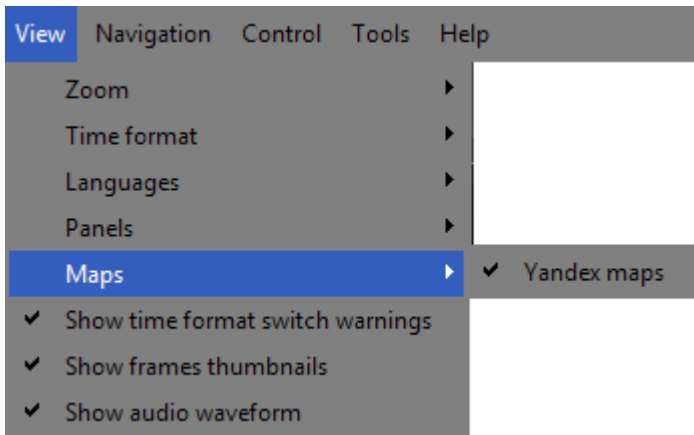 View Navigation Control Tools Help
Zoom
Time format
Languages
Panels
Maps
Yandex maps
Show time format switch warnings
Show frames thumbnails
Show audio waveform